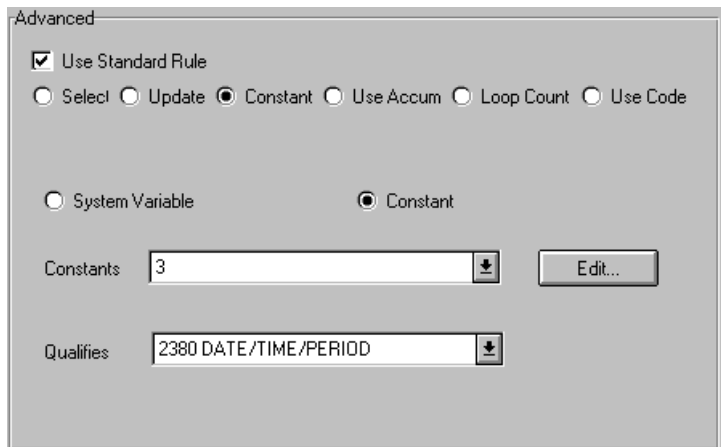 Advanced
Use Standard Rule
Select Update Constant Use Accum Loop Count Use Code
System Variable Constant
Constants 3 Edit...
Qualifies 2380 DATE/TIME/PERIOD